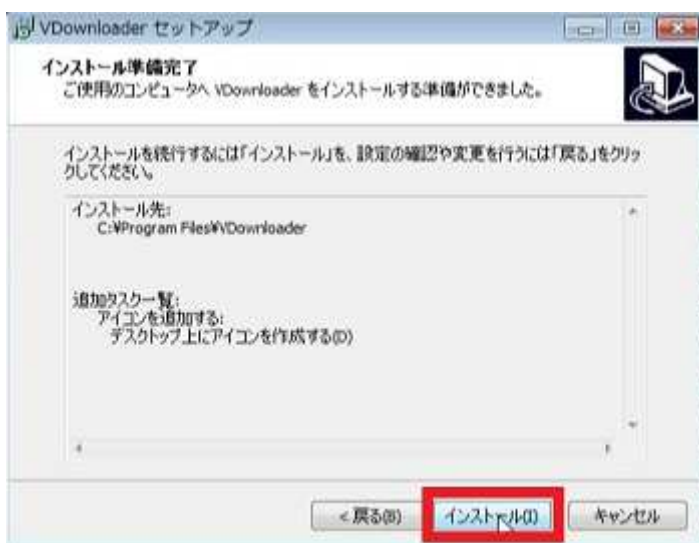 VDownloader セットアップ
インストール準備完了
ご使用のコンピュータへ VDownloader をインストールする準備ができました。
インストールを続行するには「インストール」を、設定の確認や変更を行うには「戻る」をクリッ
クしてください。
インストール先:
C:¥Program Files¥VDownloader
追加タスク一覧:
アイコンを追加する:
デスクトップ上にアイコンを作成する(D)
< 戻る(B)
インストール(I)
キャンセル